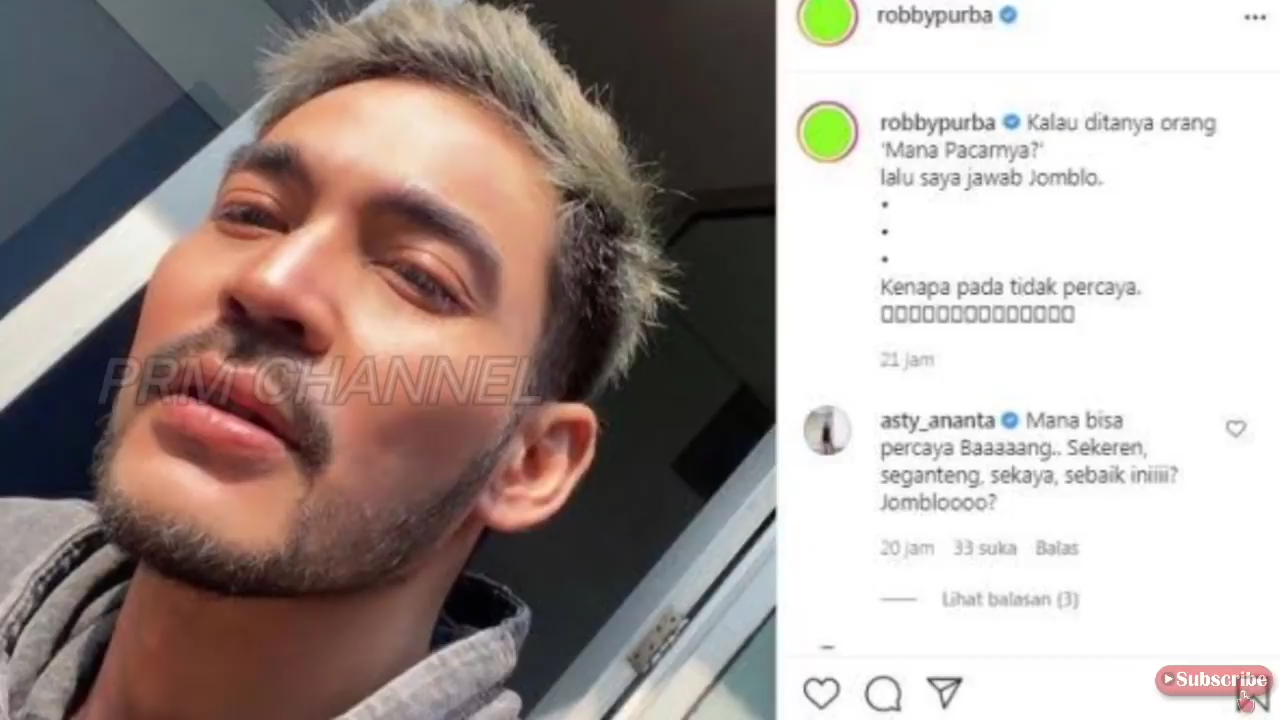 PRM CHANNEL
robbypurba
robbypurba Kalau ditanya orang
'Mana Pacarnya?'
lalu saya jawab Jomblo.
•
•
•
Kenapa pada tidak percaya.
21 jam
asty_ananta Mana bisa
percaya Baaaaang.. Sekeren,
seganteng, sekaya, sebaik iniiiii?
Jombloooo?
20 jam 33 suka Balas
Lihat balasan (3)
Subscribe